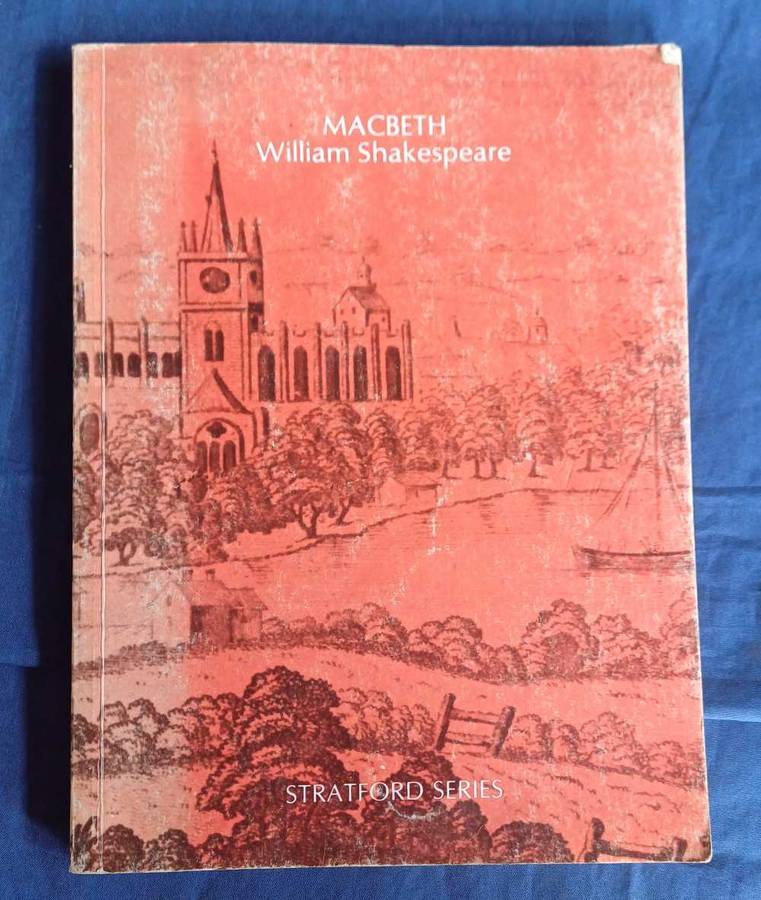 MACBETH
William Shakespeare
STRATFORD SERIES